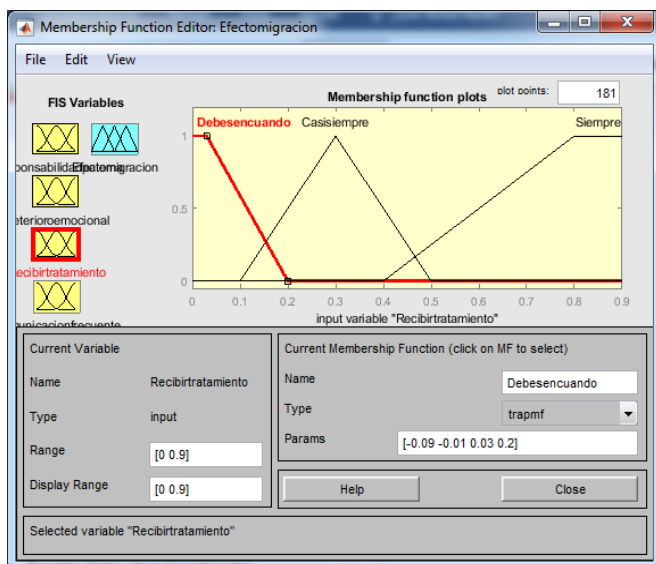 Membership Function Editor: Efectomigracion
File Edit View
FIS Variables
Membership function plots
plot points:
181
Debesencuando
Casisiempre
Siempre
1
0.5
0
0 0.1 0.2 0.3 0.4 0.5 0.6 0.7 0.8 0.9
input variable "Recibirtratamiento"
eterioroemocional
ecibirtratamiento
unicacionfrecuente
Current Variable
Name Recibirtratamiento
Type input
Range [0 0.9]
Display Range [0 0.9]
Current Membership Function (click on MF to select)
Name Debesencuando
Type trapmf
Params [-0.09 -0.01 0.03 0.2]
Help Close
Selected variable "Recibirtratamiento"